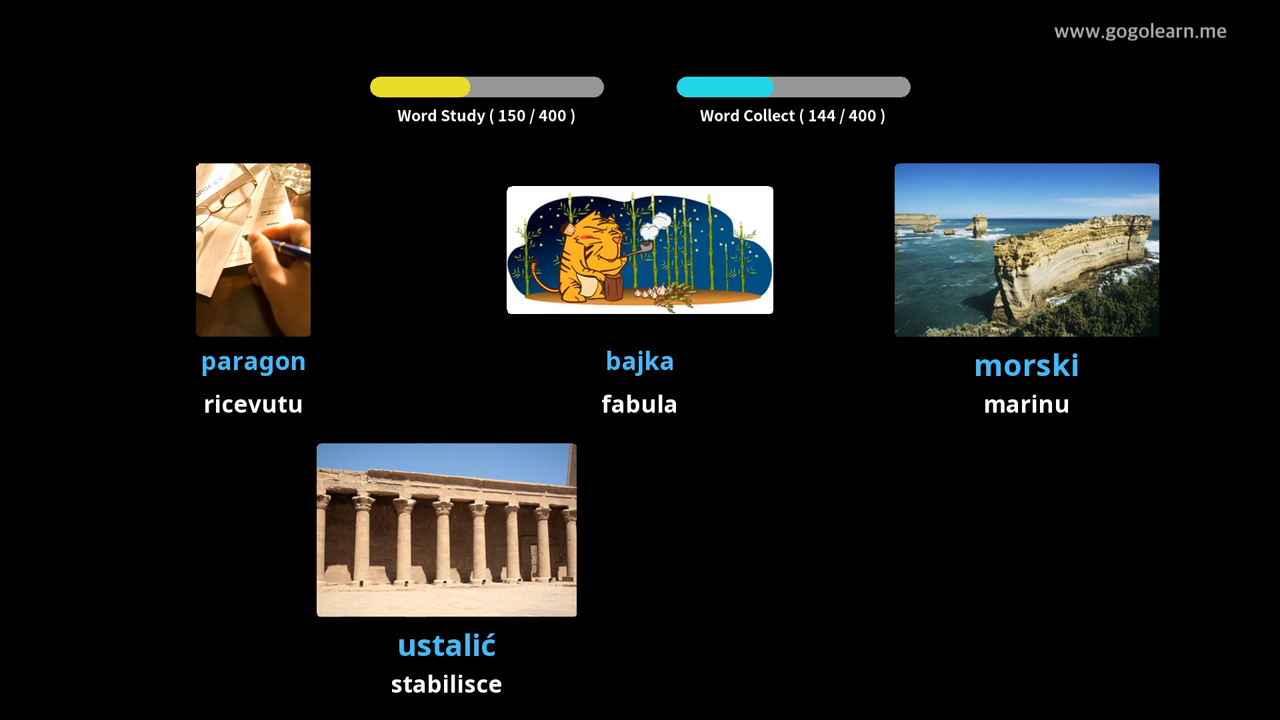 www.gogolearn.me
Word Study ( 150 / 400 )
Word Collect ( 144 / 400 )
paragon
ricevutu
bajka
fabula
morski
marinu
ustalić
stabilisce